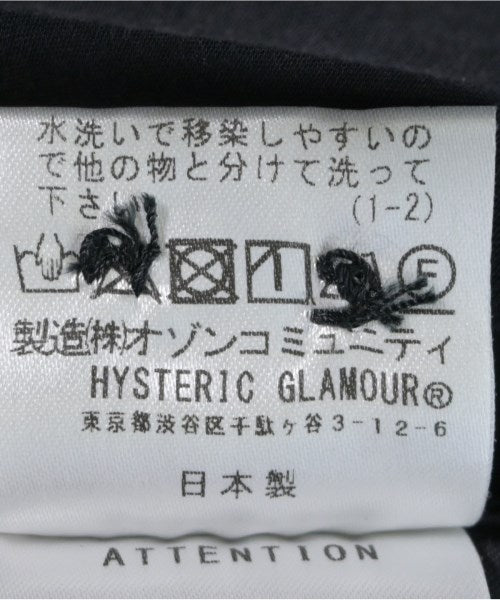 水洗いで移染しやすいの
で他の物と分けて洗って
下さい
(1-2)
F
製造(株)オゾンコミュニティ
HYSTERIC GLAMOUR®
東京都渋谷区千駄ヶ谷3-12-6
日本製
ATTENTION